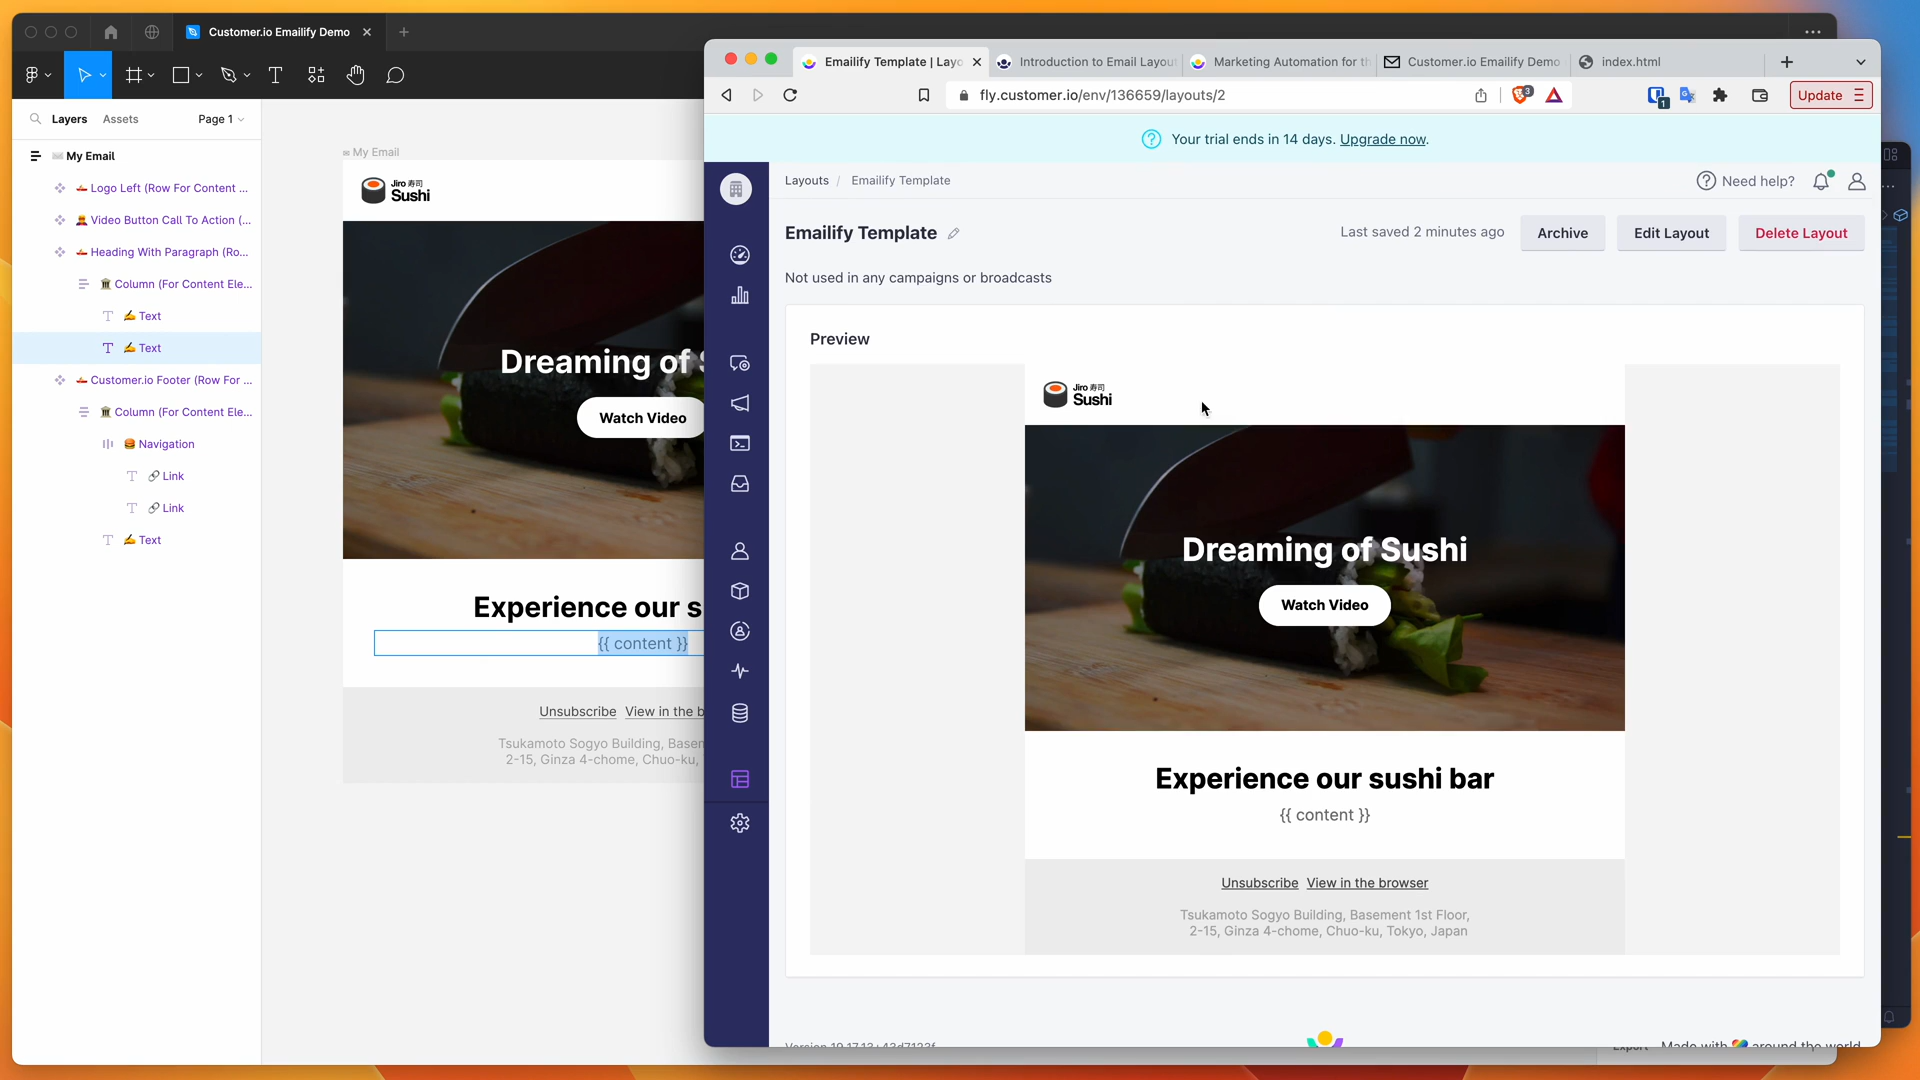 Customer.io Emailify Demo
Layers
Assets
Page 1
My Email
Logo Left (Row For Content ...
Video Button Call To Action (...
Heading With Paragraph (Ro...
Column (For Content Ele...
Text
Text
Customer.io Footer (Row For ...
Column (For Content Ele...
Navigation
Link
Link
Text
My Email
Jiro 寿司
Sushi
Dreaming of S
Watch Video
Experience our s
{{ content }}
Unsubscribe View in the b
Tsukamoto Sogyo Building, Basem
2-15, Ginza 4-chome, Chuo-ku,
Emailify Template | Layo
Introduction to Email Layout
Marketing Automation for th
Customer.io Emailify Demo
index.html
fly.customer.io/env/136659/layouts/2
3
1
Update
Your trial ends in 14 days. Upgrade now.
Layouts / Emailify Template
Need help?
Emailify Template
Last saved 2 minutes ago
Archive
Edit Layout
Delete Layout
Not used in any campaigns or broadcasts
Preview
Jiro 寿司
Sushi
Dreaming of Sushi
Watch Video
Experience our sushi bar
{{ content }}
Unsubscribe View in the browser
Tsukamoto Sogyo Building, Basement 1st Floor,
2-15, Ginza 4-chome, Chuo-ku, Tokyo, Japan
Export
Made with around the world